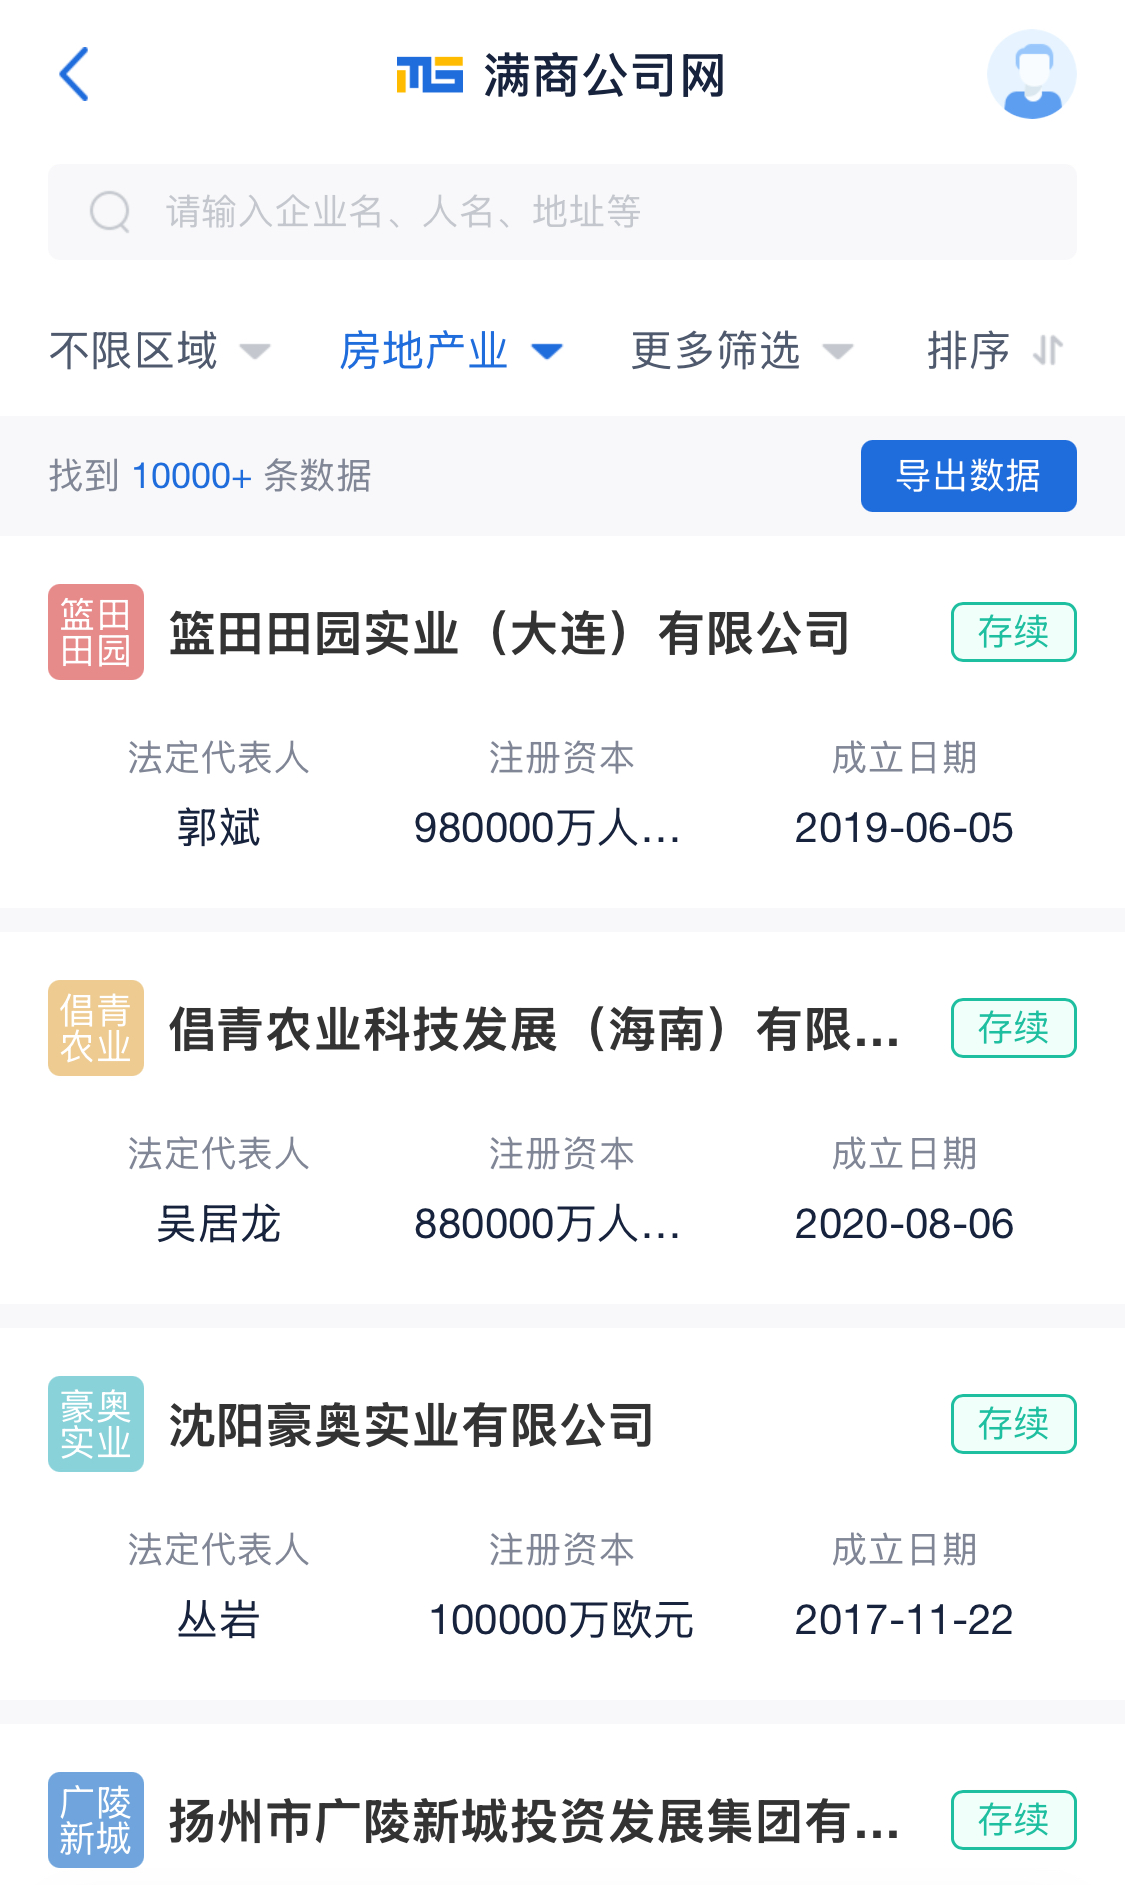 满商公司网
请输入企业名、人名、地址等
不限区域 房地产业 更多筛选 排序
找到 10000+ 条数据 导出数据
篮田
田园
篮田田园实业（大连）有限公司 存续
法定代表人 注册资本 成立日期
郭斌 980000万人... 2019-06-05
倡青
农业
倡青农业科技发展（海南）有限... 存续
法定代表人 注册资本 成立日期
吴居龙 880000万人... 2020-08-06
豪奥
实业
沈阳豪奥实业有限公司 存续
法定代表人 注册资本 成立日期
丛岩 100000万欧元 2017-11-22
广陵
新城
扬州市广陵新城投资发展集团有... 存续